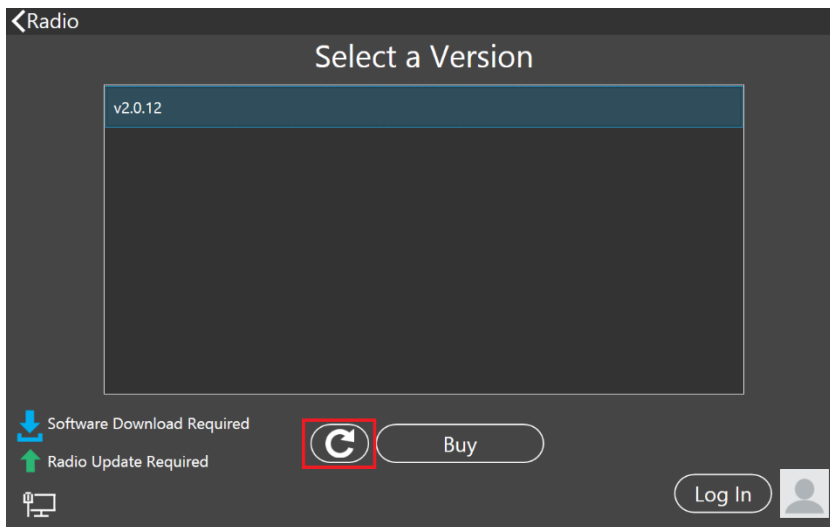 Radio
Select a Version
v2.0.12
Software Download Required
Buy
Radio Update Required
Log In